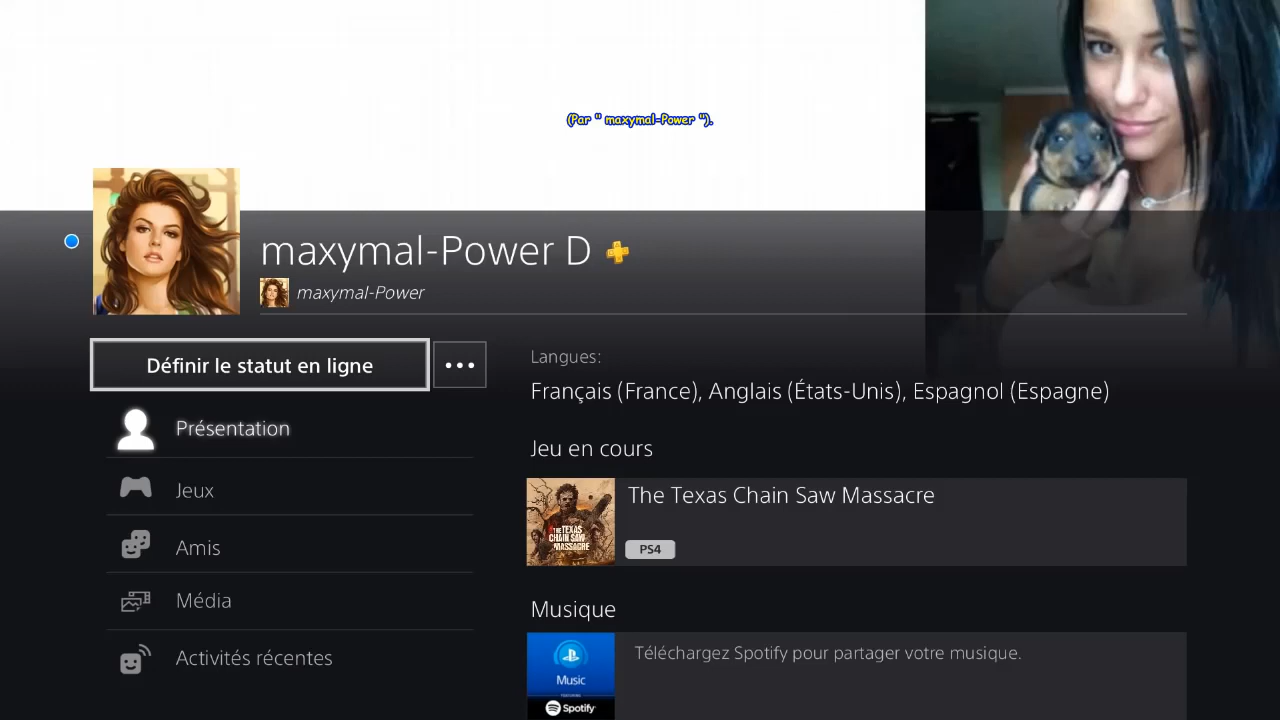 (Par " maxymal-Power ").
maxymal-Power D
maxymal-Power
Définir le statut en ligne
Présentation
Jeux
Amis
Média
Activités récentes
Langues:
Français (France), Anglais (États-Unis), Espagnol (Espagne)
Jeu en cours
THE TEXAS
CHAIN SAW
MASSACRE
The Texas Chain Saw Massacre
PS4
Musique
Music
Spotify
Téléchargez Spotify pour partager votre musique.